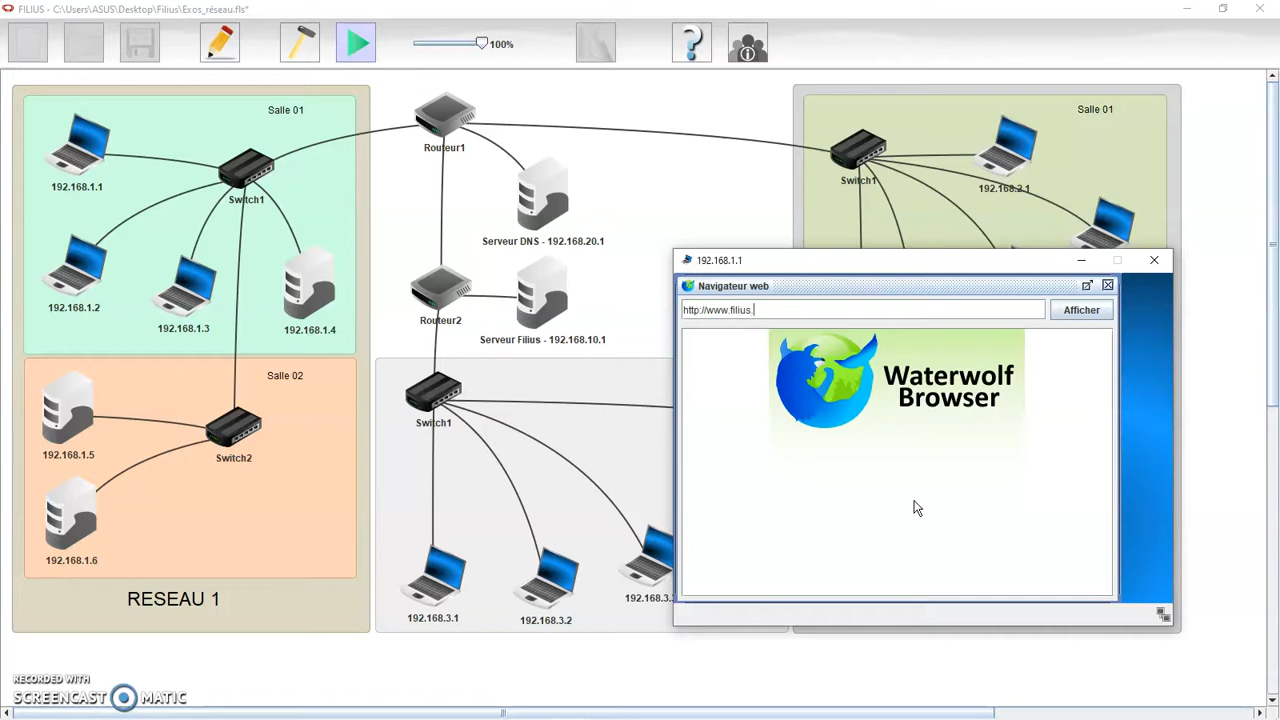 FILIUS - C:\Users\ASUS\Desktop\Filius\Exos_réseau.fls*
100%
Salle 01
192.168.1.1
Switch1
192.168.1.2
192.168.1.3
192.168.1.4
Salle 02
192.168.1.5
Switch2
192.168.1.6
RESEAU 1
Routeur1
Serveur DNS - 192.168.20.1
Routeur2
Serveur Filius - 192.168.10.1
Switch1
192.168.3.1
192.168.3.2
192.168.3.
Salle 01
Switch1
192.168.2.1
192.168.1.1
Navigateur web
http://www.filius.
Afficher
Waterwolf
Browser
RECORDED WITH
SCREENCAST MATIC